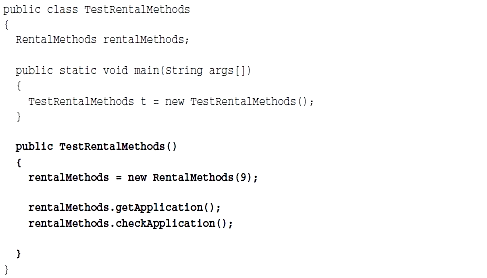 public class TestRentalMethods
{
RentalMethods rentalMethods;
public static void main(String args[])
{
TestRentalMethods t = new TestRentalMethods();
}
public TestRentalMethods()
{
rentalMethods = new RentalMethods(9);
rentalMethods.getApplication();
rentalMethods.checkApplication();
}
}